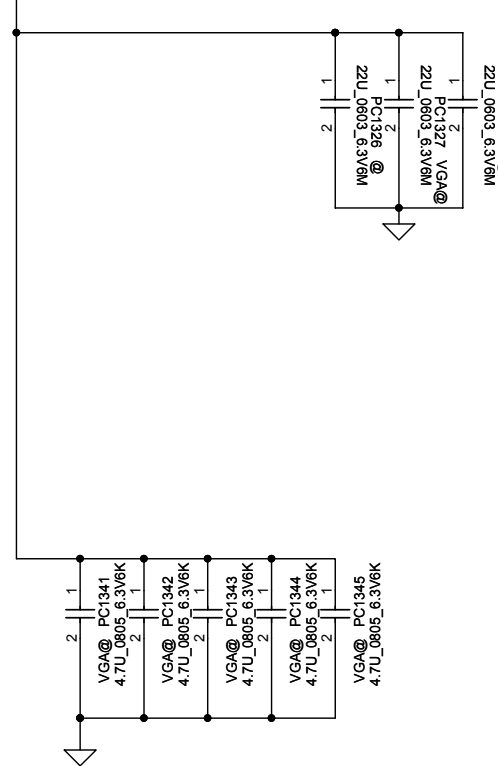 22U_0603_6.3V6M
1
2
PC1327 VGA@
22U_0603_6.3V6M
1
2
PC1326 @
22U_0603_6.3V6M
1
2
1
2
VGA@ PC1341
4.7U_0805_6.3V6K
1
2
VGA@ PC1342
4.7U_0805_6.3V6K
1
2
VGA@ PC1343
4.7U_0805_6.3V6K
1
2
VGA@ PC1344
4.7U_0805_6.3V6K
1
2
VGA@ PC1345
4.7U_0805_6.3V6K